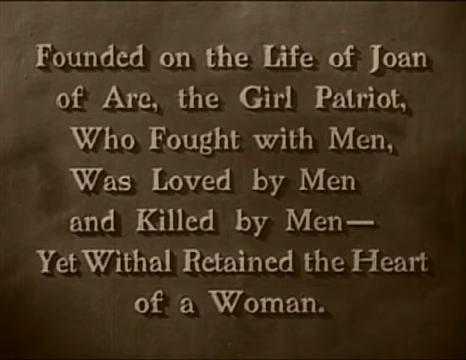 Founded on the Life of Joan
of Arc, the Girl Patriot,
Who Fought with Men,
Was Loved by Men
and Killed by Men—
Yet Withal Retained the Heart
of a Woman.